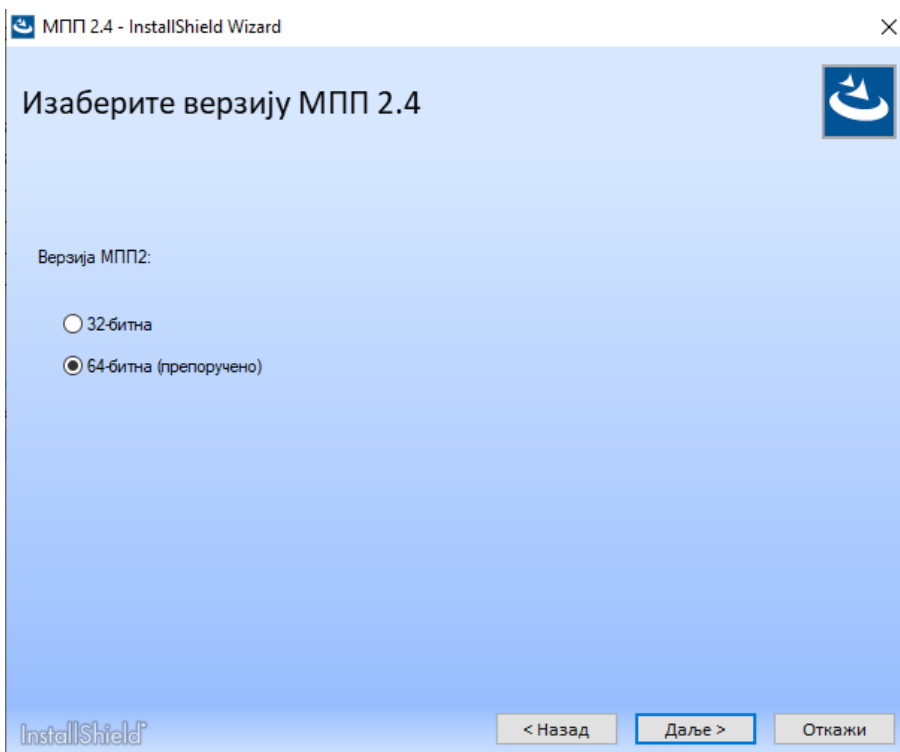 МПП 2.4 - InstallShield Wizard
Изаберите верзију МПП 2.4
Верзија МПП2:
32-битна
64-битна (препоручено)
InstallShield
< Назад
Даље >
Откажи